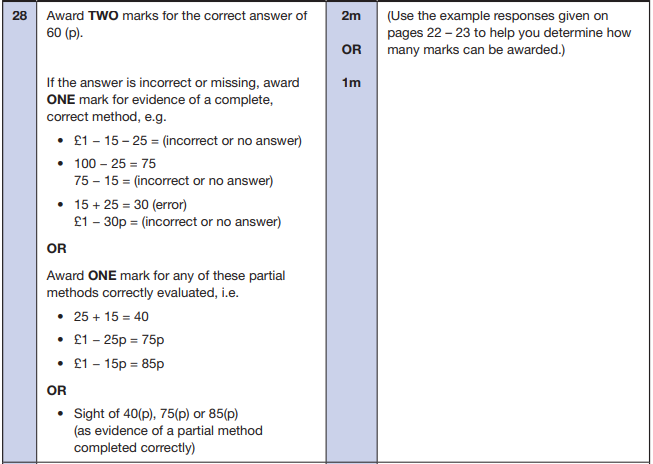 28
Award TWO marks for the correct answer of
60 (p).
If the answer is incorrect or missing, award
ONE mark for evidence of a complete,
correct method, e.g.
• £1 – 15 – 25 = (incorrect or no answer)
• 100 – 25 = 75
75 – 15 = (incorrect or no answer)
• 15 + 25 = 30 (error)
£1 – 30p = (incorrect or no answer)
OR
Award ONE mark for any of these partial
methods correctly evaluated, i.e.
• 25 + 15 = 40
• £1 – 25p = 75p
• £1 – 15p = 85p
OR
• Sight of 40(p), 75(p) or 85(p)
(as evidence of a partial method
completed correctly)
2m
OR
1m
(Use the example responses given on
pages 22 – 23 to help you determine how
many marks can be awarded.)